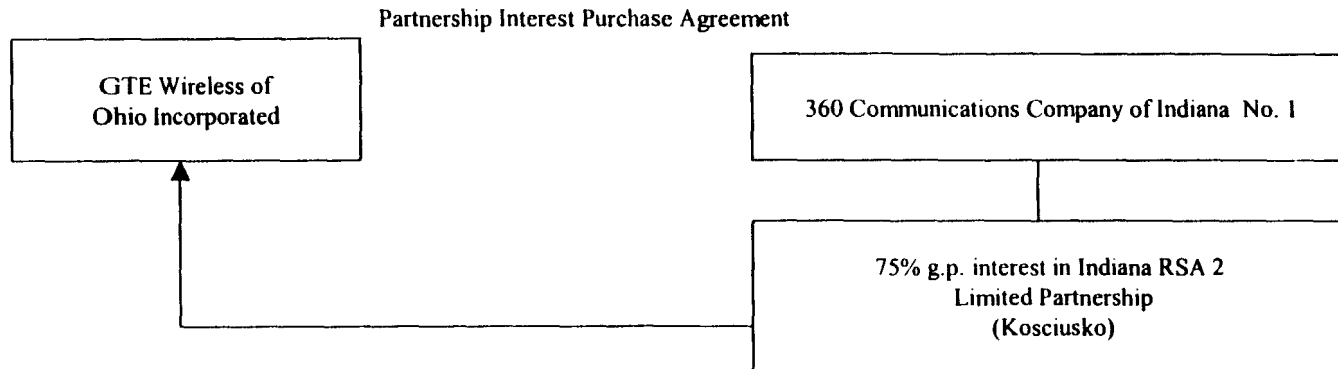 Partnership Interest Purchase Agreement
GTE Wireless of
Ohio Incorporated
360 Communications Company of Indiana No. 1
75% g.p. interest in Indiana RSA 2
Limited Partnership
(Kosciusko)